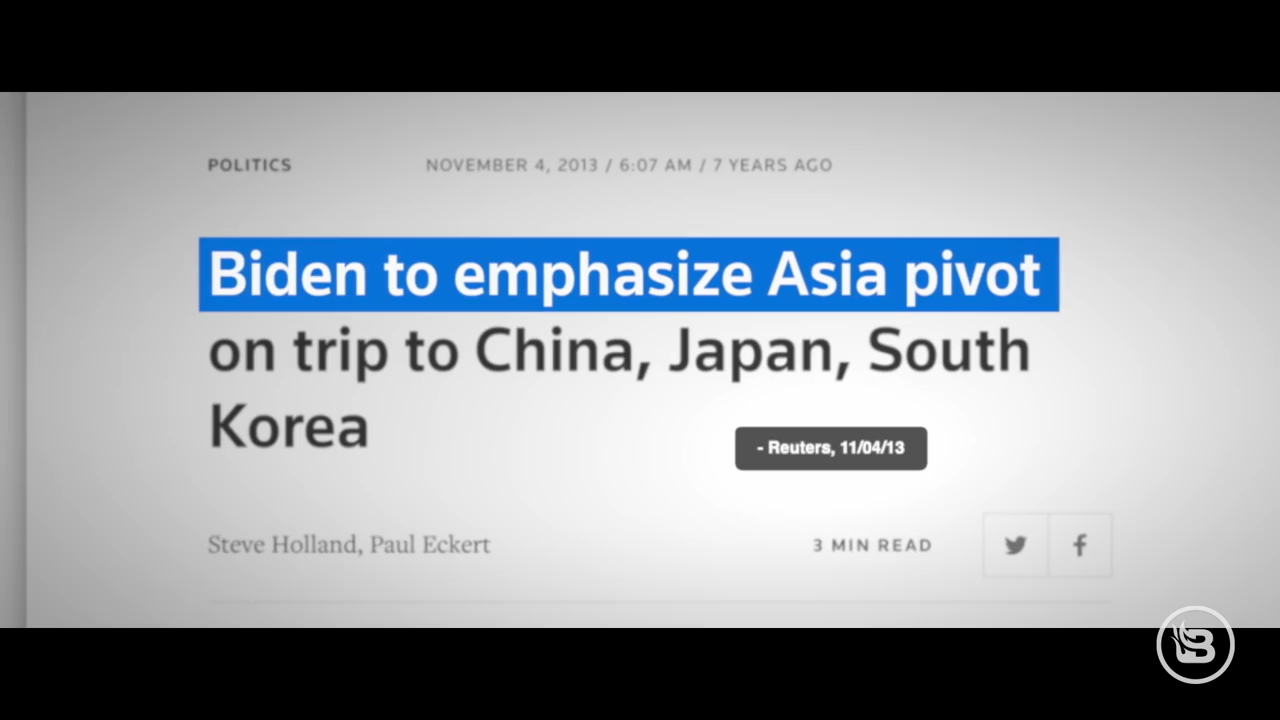 POLITICS NOVEMBER 4, 2013 / 6:07 AM / 7 YEARS AGO
Biden to emphasize Asia pivot
on trip to China, Japan, South
Korea
- Reuters, 11/04/13
Steve Holland, Paul Eckert 3 MIN READ
B